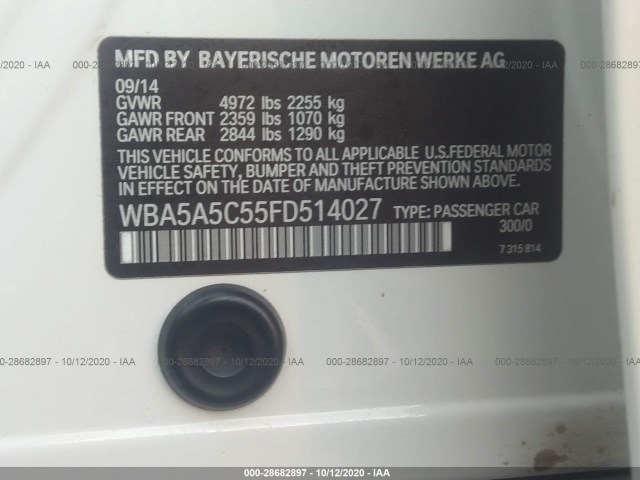 MFD BY BAYERISCHE MOTOREN WERKE AG
09/14
GVWR 4972 lbs 2255 kg
GAWR FRONT 2359 lbs 1070 kg
GAWR REAR 2844 lbs 1290 kg
THIS VEHICLE CONFORMS TO ALL APPLICABLE U.S.FEDERAL MOTOR
VEHICLE SAFETY, BUMPER AND THEFT PREVENTION STANDARDS
IN EFFECT ON THE DATE OF MANUFACTURE SHOWN ABOVE.
WBA5A5C55FD514027 TYPE: PASSENGER CAR
300/0
7 315 814
000-28682897 - 10/12/2020 - IAA
000-28682897 - 10/12/2020 - IAA
000-28682897 - 10/12/2020 - IAA
000-28682897 - 10/12/2020 - IAA